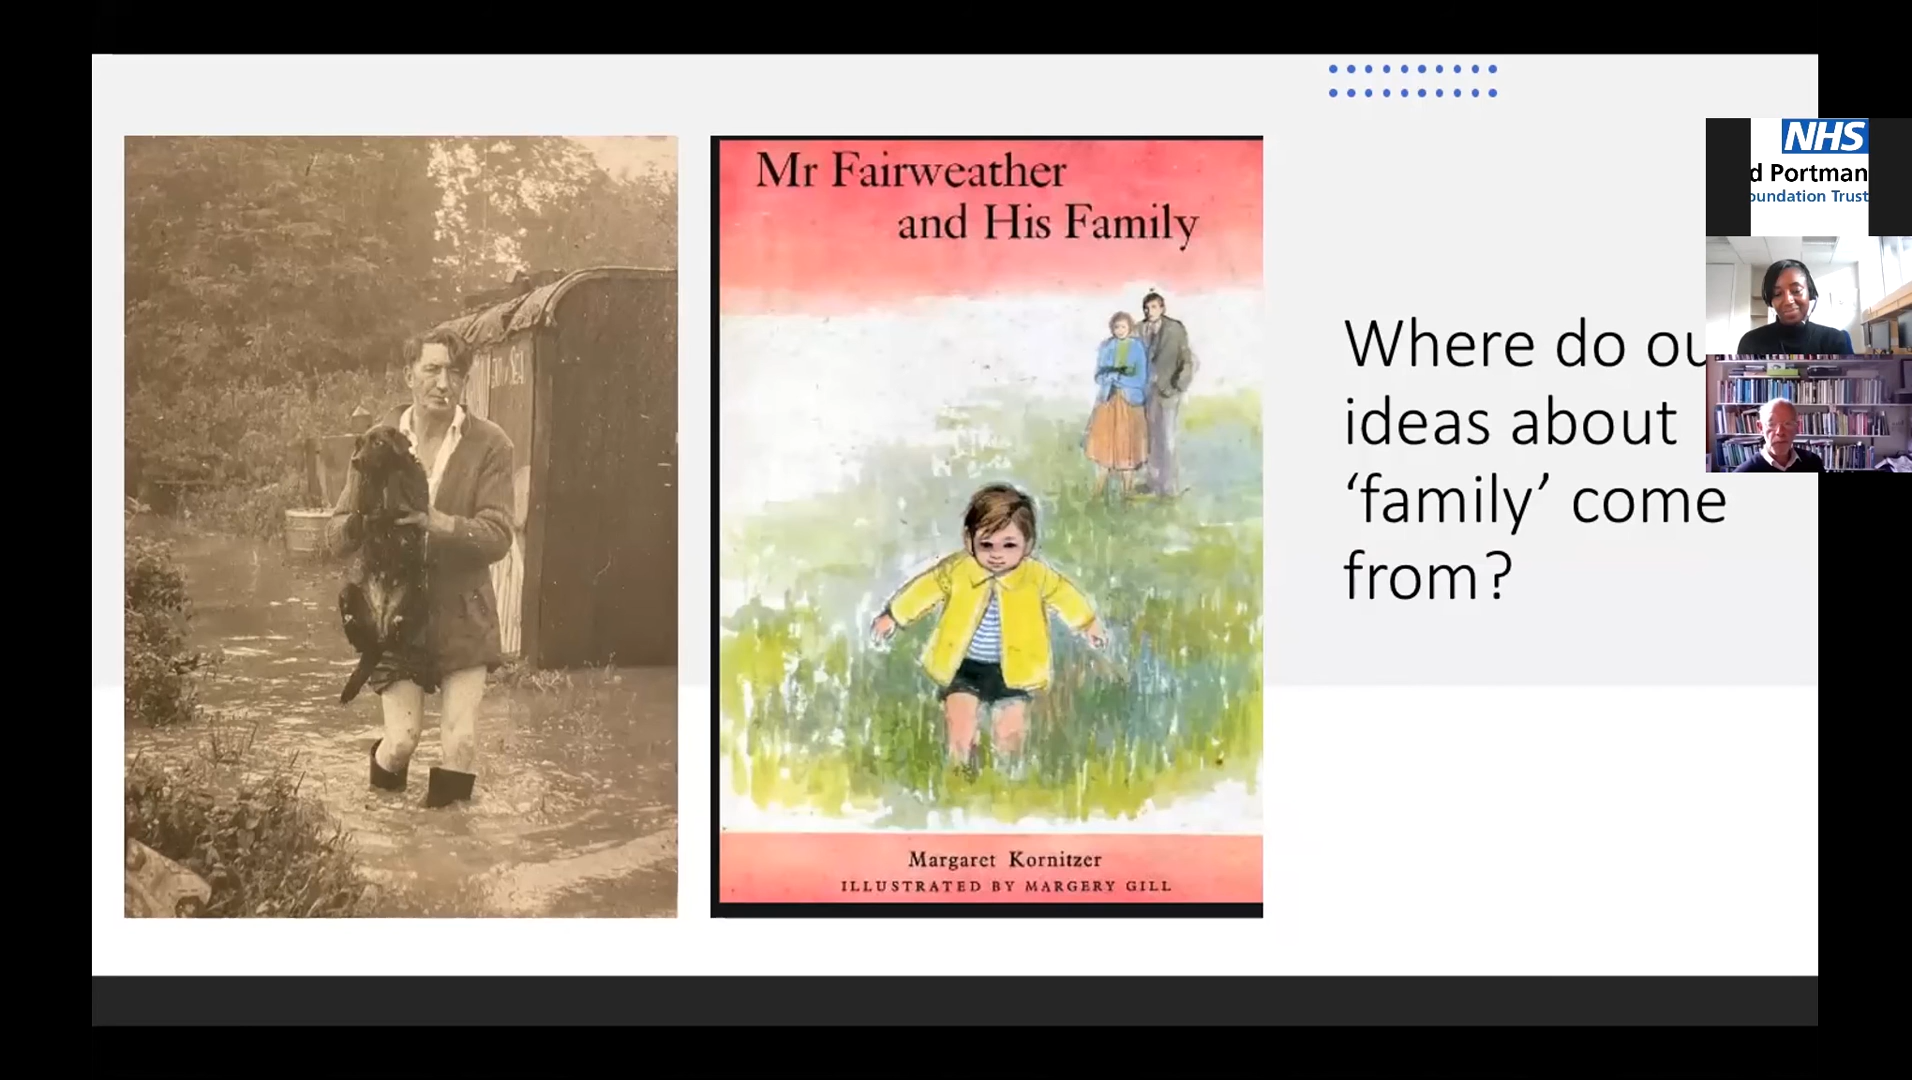 Mr Fairweather
and His Family
Margaret Kornitzer
ILLUSTRATED BY MARGERY GILL
Where do ou
ideas about
‘family’ come
from?
NHS
d Portman
oundation Trust